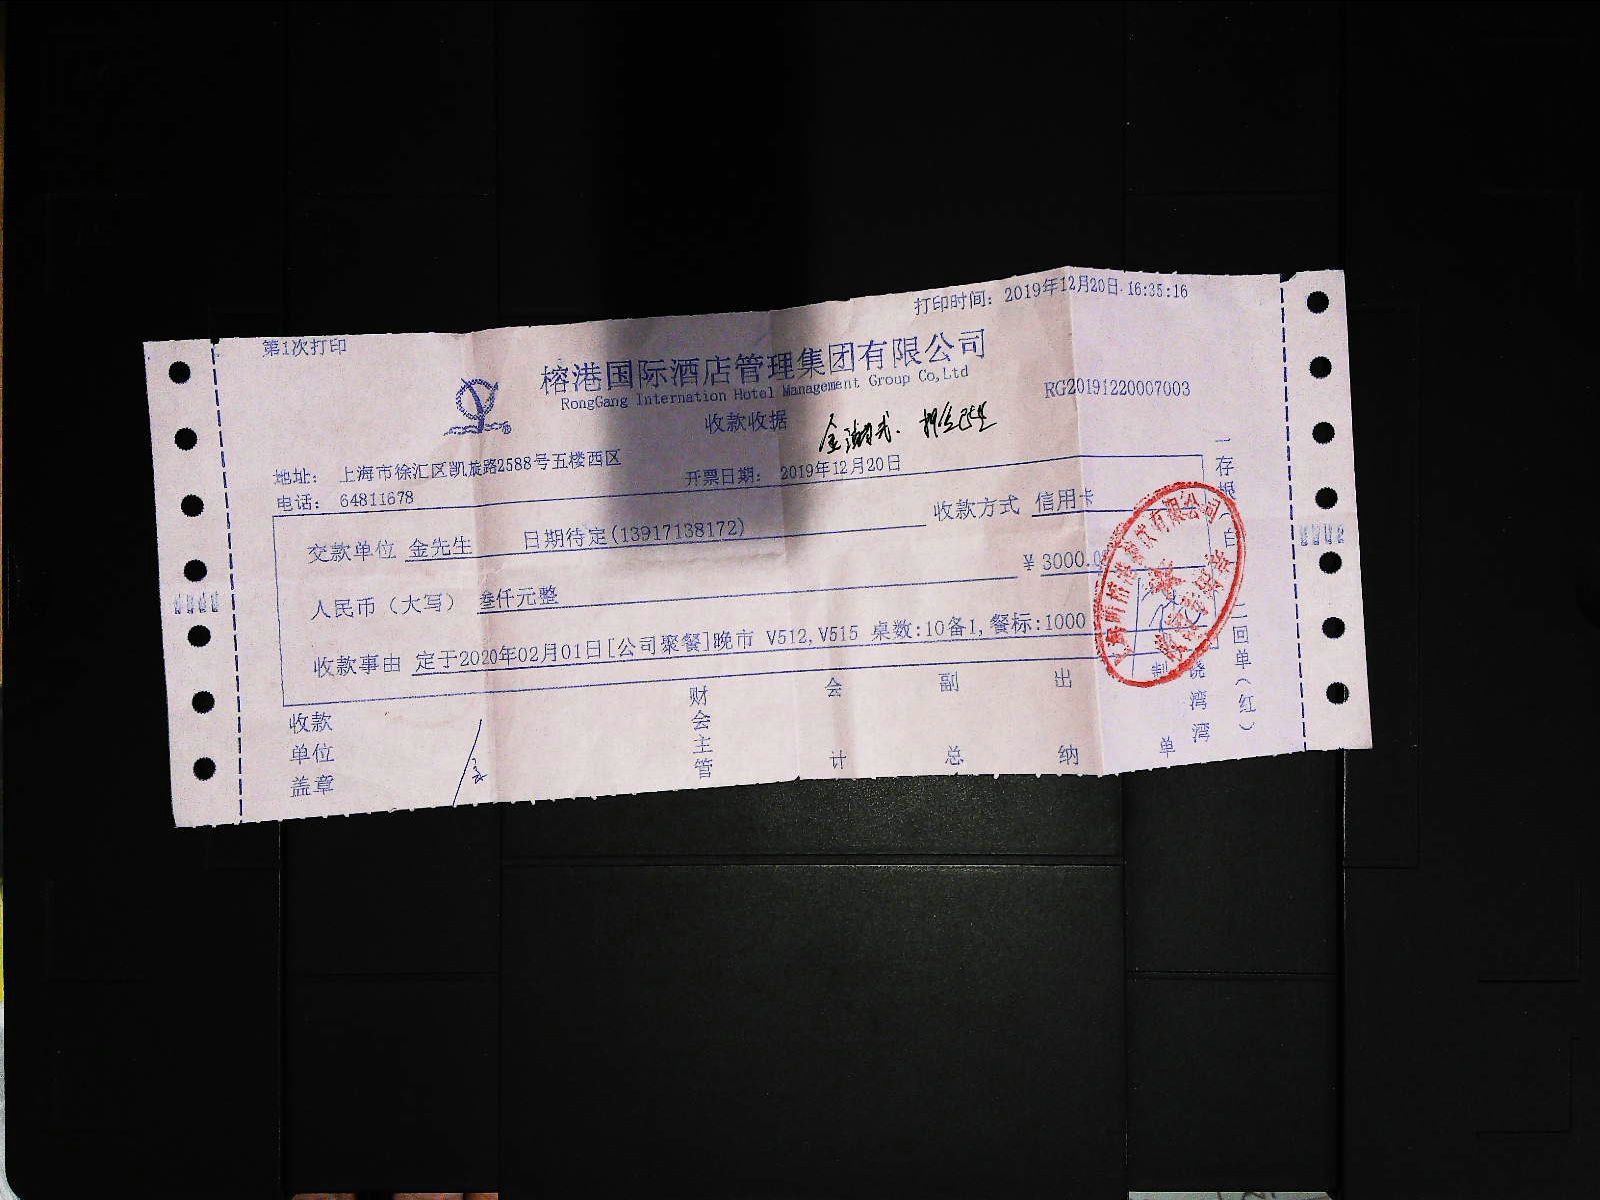 第1次打印
打印时间: 2019年12月20日 16:35:16
榕港国际酒店管理集团有限公司
RongGang Internation Hotel Management Group Co,Ltd
RG20191220007003
收款收据
地址: 上海市徐汇区凯旋路2588号五楼西区
电话: 64811678
开票日期: 2019年12月20日
交款单位 金先生 日期待定(13917138172) 收款方式 信用卡
人民币（大写） 叁仟元整 ¥ 3000.0
收款事由 定于2020年02月01日[公司聚餐]晚市 V512,V515 桌数:10备1,餐标:1000
收款单位盖章
财会主管
会计
副总
出纳
制单
饶湾湾
一存根(白)
二回单(红)